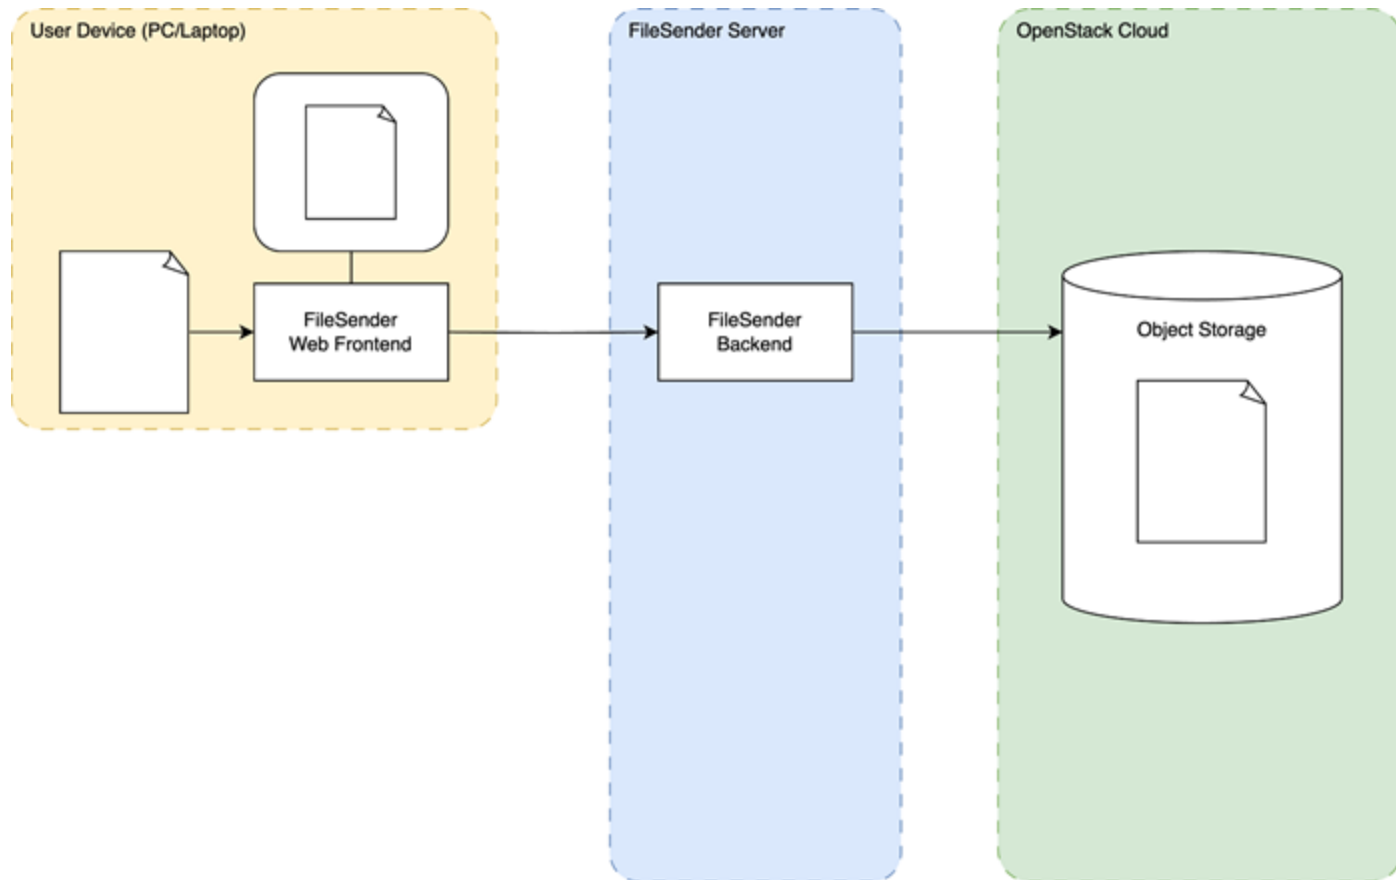 User Device (PC/Laptop)
FileSender Server
OpenStack Cloud
FileSender
Web Frontend
FileSender
Backend
Object Storage